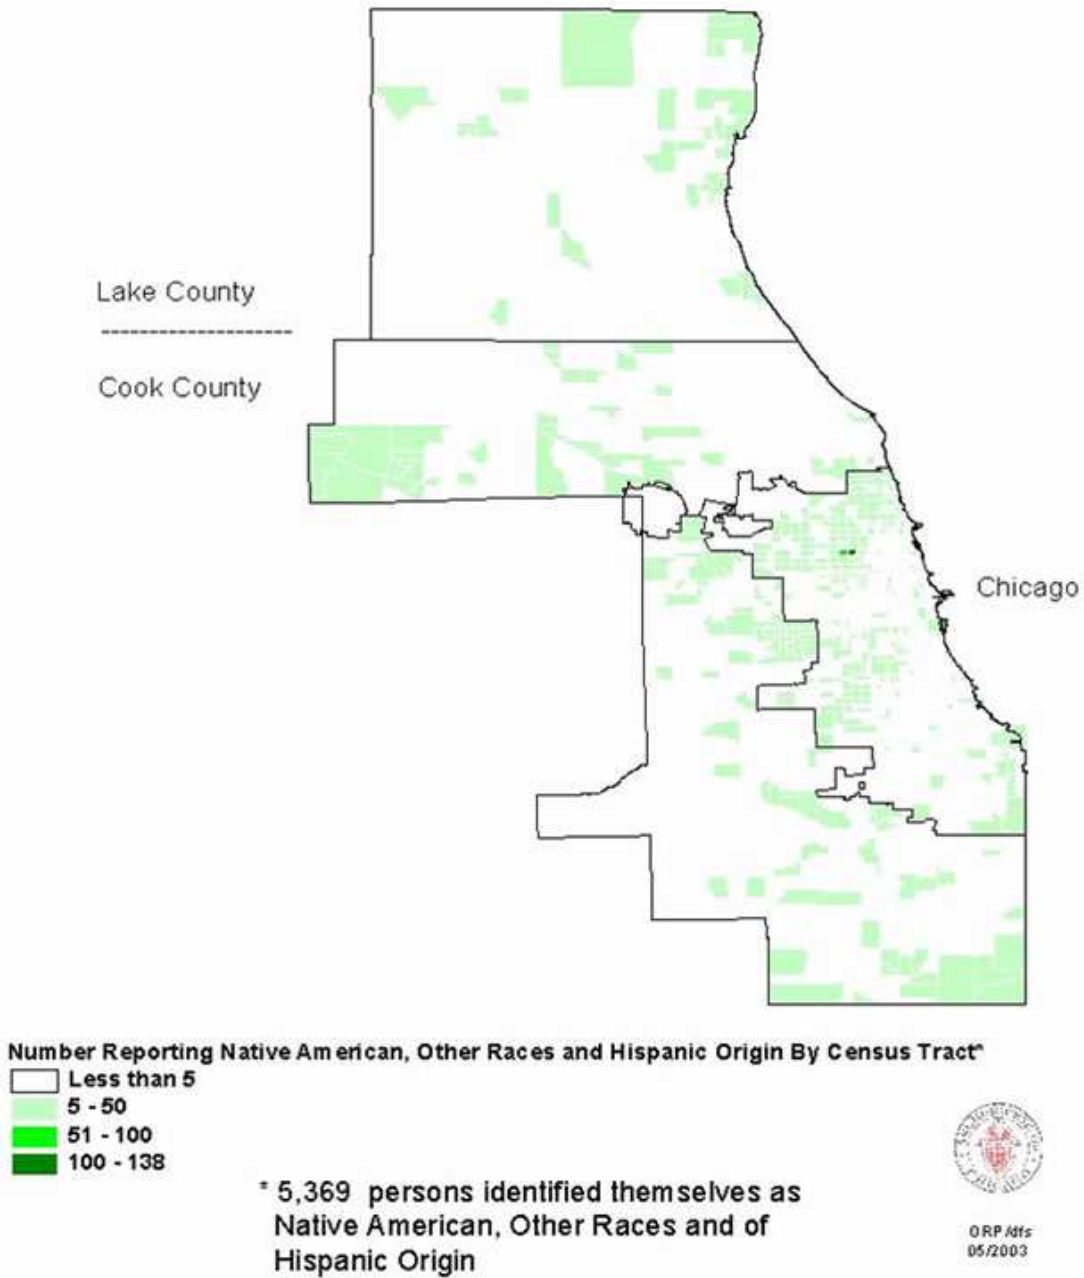 Lake County
--------------------
Cook County
Chicago
Number Reporting Native American, Other Races and Hispanic Origin By Census Tract*
Less than 5
5 - 50
51 - 100
100 - 138
* 5,369 persons identified themselves as
Native American, Other Races and of
Hispanic Origin
ORP/dfs
05/2003